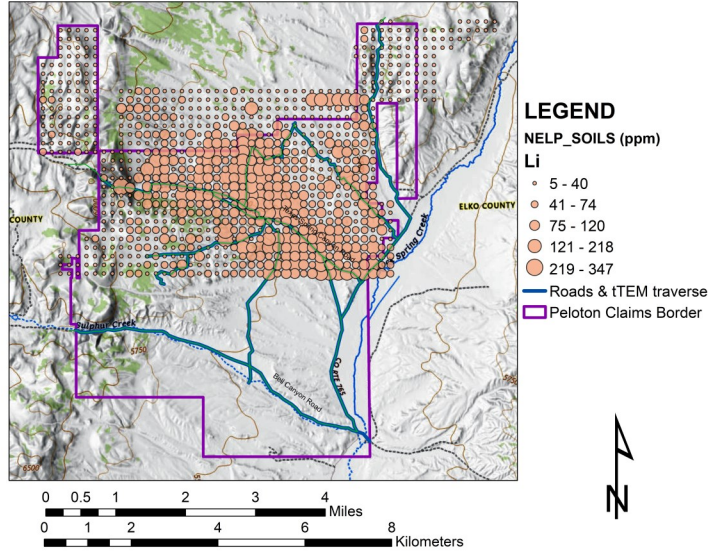 COUNTY
ELKO COUNTY
Spring Creek
Sulphur Creek
5750
Bell Canyon Road
Co Rte 765
6500
LEGEND
NELP_SOILS (ppm)
Li
5 - 40
41 - 74
75 - 120
121 - 218
219 - 347
Roads & tTEM traverse
Peloton Claims Border
N
0 0.5 1 2 3 4
Miles
0 1 2 4 6 8
Kilometers